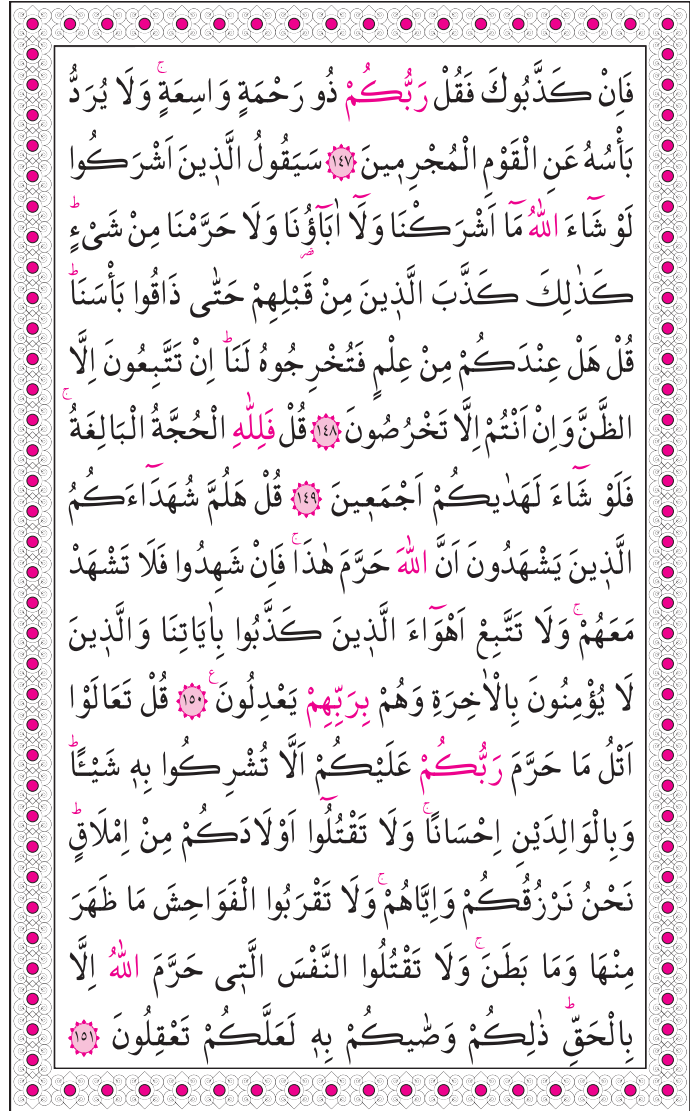 فَاِنْ كَذَّبُوكَ فَقُلْ رَبُّكُمْ ذُو رَحْمَةٍ وَاسِعَةٍۚ وَلَا يُرَدُّ
بَأْسُهُ عَنِ الْقَوْمِ الْمُجْرِم۪ينَ ﴿١٤٧﴾ سَيَقُولُ الَّذ۪ينَ اَشْرَكُوا
لَوْ شَٓاءَ اللّٰهُ مَٓا اَشْرَكْنَا وَلَٓا اٰبَٓاؤُ۬نَا وَلَا حَرَّمْنَا مِنْ شَيْءٍۜ
كَذٰلِكَ كَذَّبَ الَّذ۪ينَ مِنْ قَبْلِهِمْ حَتّٰى ذَاقُوا بَأْسَنَاۜ
قُلْ هَلْ عِنْدَكُمْ مِنْ عِلْمٍ فَتُخْرِجُوهُ لَنَاۜ اِنْ تَتَّبِعُونَ اِلَّا
الظَّنَّ وَاِنْ اَنْتُمْ اِلَّا تَخْرُصُونَ ﴿١٤٨﴾ قُلْ فَلِلّٰهِ الْحُجَّةُ الْبَالِغَةُۚ
فَلَوْ شَٓاءَ لَهَدٰيكُمْ اَجْمَع۪ينَ ﴿١٤٩﴾ قُلْ هَلُمَّ شُهَدَٓاءَكُمُ
الَّذ۪ينَ يَشْهَدُونَ اَنَّ اللّٰهَ حَرَّمَ هٰذَاۚ فَاِنْ شَهِدُوا فَلَا تَشْهَدْ
مَعَهُمْۚ وَلَا تَتَّبِعْ اَهْوَٓاءَ الَّذ۪ينَ كَذَّبُوا بِاٰيَاتِنَا وَالَّذ۪ينَ
لَا يُؤْمِنُونَ بِالْاٰخِرَةِ وَهُمْ بِرَبِّهِمْ يَعْدِلُونَ۟ ﴿١٥٠﴾ قُلْ تَعَالَوْا
اَتْلُ مَا حَرَّمَ رَبُّكُمْ عَلَيْكُمْ اَلَّا تُشْرِكُوا بِه۪ شَيْـًٔاۜ
وَبِالْوَالِدَيْنِ اِحْسَانًاۚ وَلَا تَقْتُلُٓوا اَوْلَادَكُمْ مِنْ اِمْلَاقٍۜ
نَحْنُ نَرْزُقُكُمْ وَاِيَّاهُمْۚ وَلَا تَقْرَبُوا الْفَوَاحِشَ مَا ظَهَرَ
مِنْهَا وَمَا بَطَنَۚ وَلَا تَقْتُلُوا النَّفْسَ الَّت۪ي حَرَّمَ اللّٰهُ اِلَّا
بِالْحَقِّۜ ذٰلِكُمْ وَصّٰيكُمْ بِه۪ لَعَلَّكُمْ تَعْقِلُونَ ﴿١٥١﴾